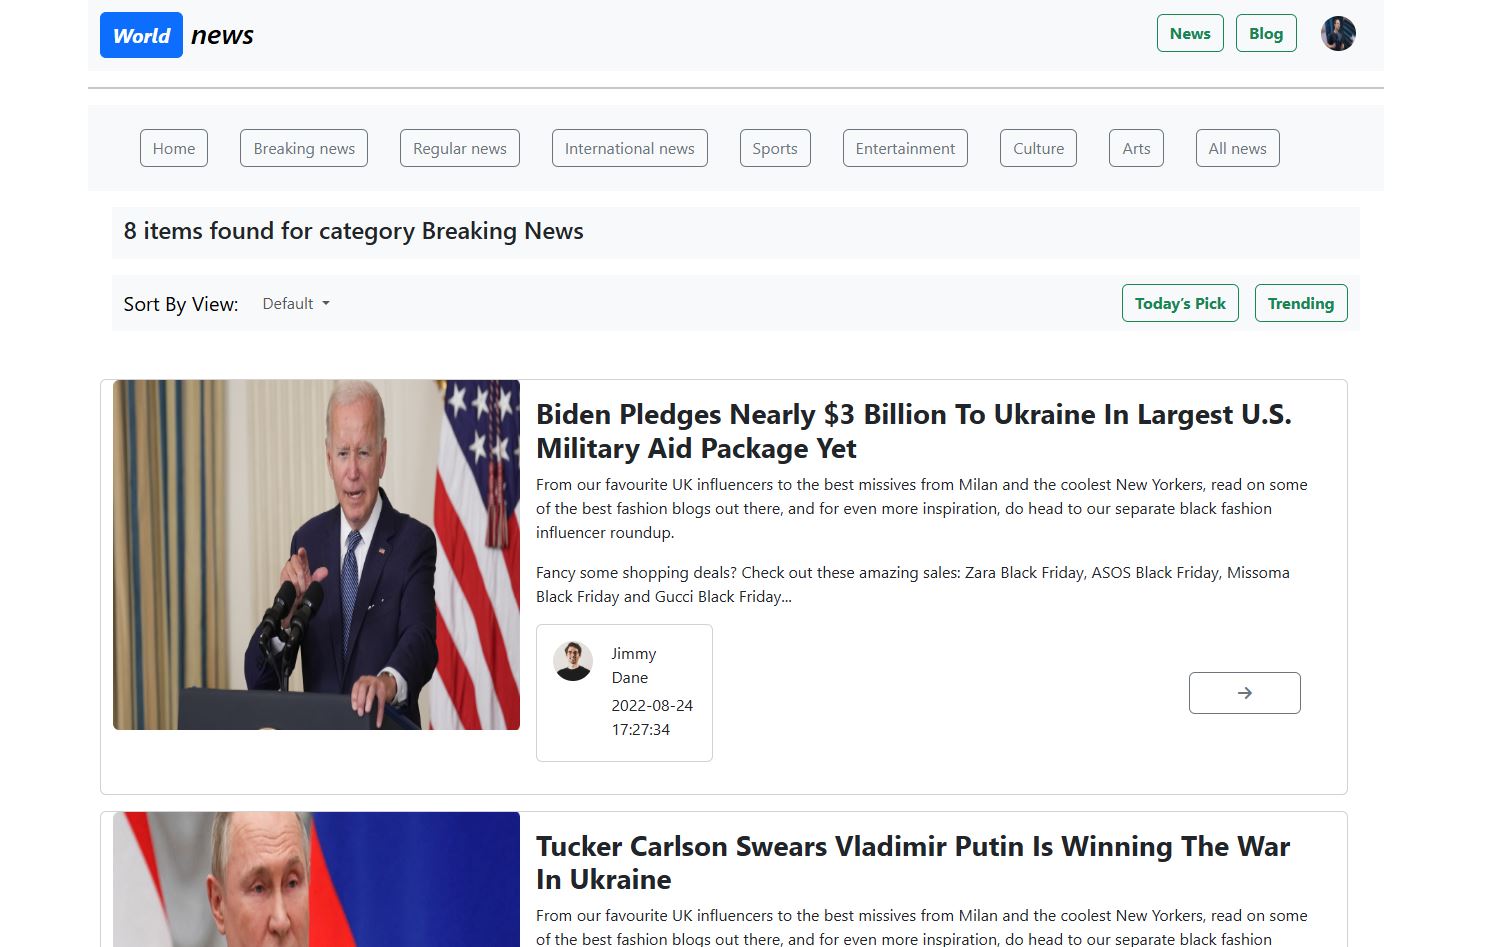 World news
News
Blog
Home
Breaking news
Regular news
International news
Sports
Entertainment
Culture
Arts
All news
8 items found for category Breaking News
Sort By View:
Default
Today's Pick
Trending
Biden Pledges Nearly $3 Billion To Ukraine In Largest U.S.
Military Aid Package Yet
From our favourite UK influencers to the best missives from Milan and the coolest New Yorkers, read on some
of the best fashion blogs out there, and for even more inspiration, do head to our separate black fashion
influencer roundup.
Fancy some shopping deals? Check out these amazing sales: Zara Black Friday, ASOS Black Friday, Missoma
Black Friday and Gucci Black Friday...
Jimmy
Dane
2022-08-24
17:27:34
Tucker Carlson Swears Vladimir Putin Is Winning The War
In Ukraine
From our favourite UK influencers to the best missives from Milan and the coolest New Yorkers, read on some
of the best fashion blogs out there, and for even more inspiration, do head to our separate black fashion